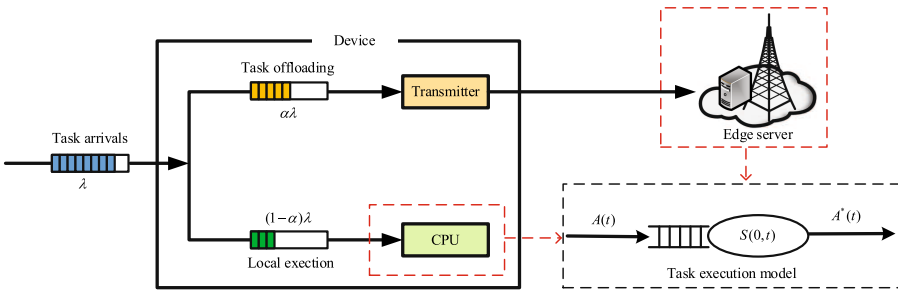 Device
Task offloading
αλ
Transmitter
Edge server
Task arrivals
λ
(1−α)λ
CPU
Local exection
A(t)
S(0,t)
A*(t)
Task execution model